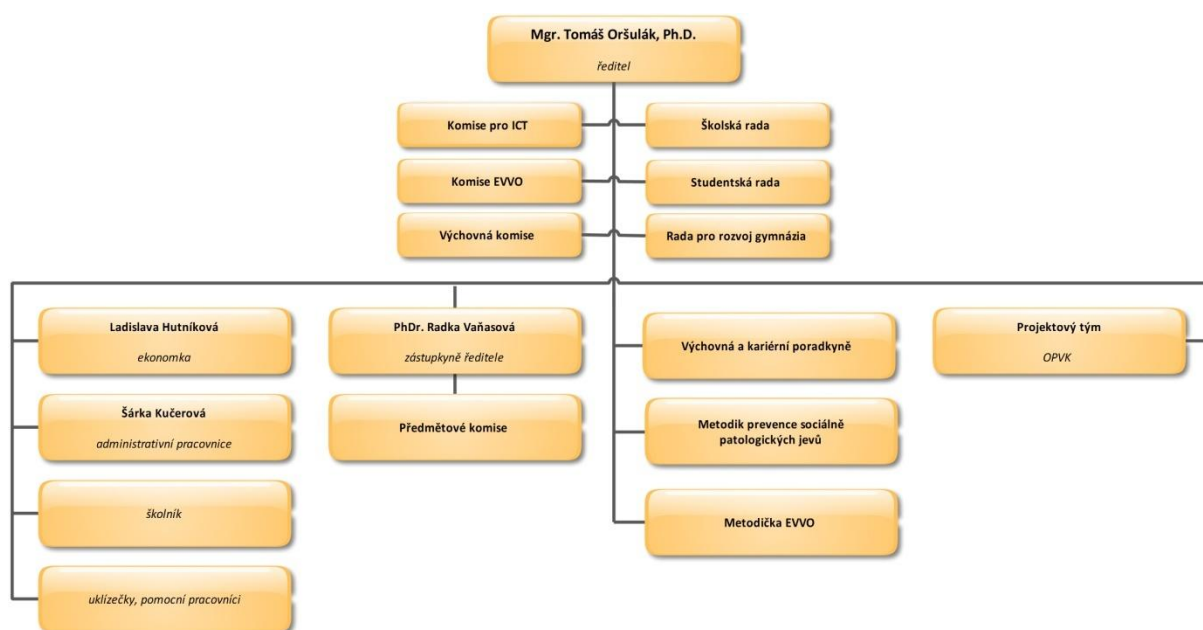 Mgr. Tomáš Oršulák, Ph.D.
ředitel
Komise pro ICT
Školská rada
Komise EVVO
Studentská rada
Výchovná komise
Rada pro rozvoj gymnázia
Ladislava Hutníková
ekonomka
PhDr. Radka Vaňasová
zástupkyně ředitele
Výchovná a kariérní poradkyně
Projektový tým
OPVK
Šárka Kučerová
administrativní pracovnice
Předmětové komise
Metodik prevence sociálně
patologických jevů
školník
Metodička EVVO
uklízečky, pomocní pracovníci